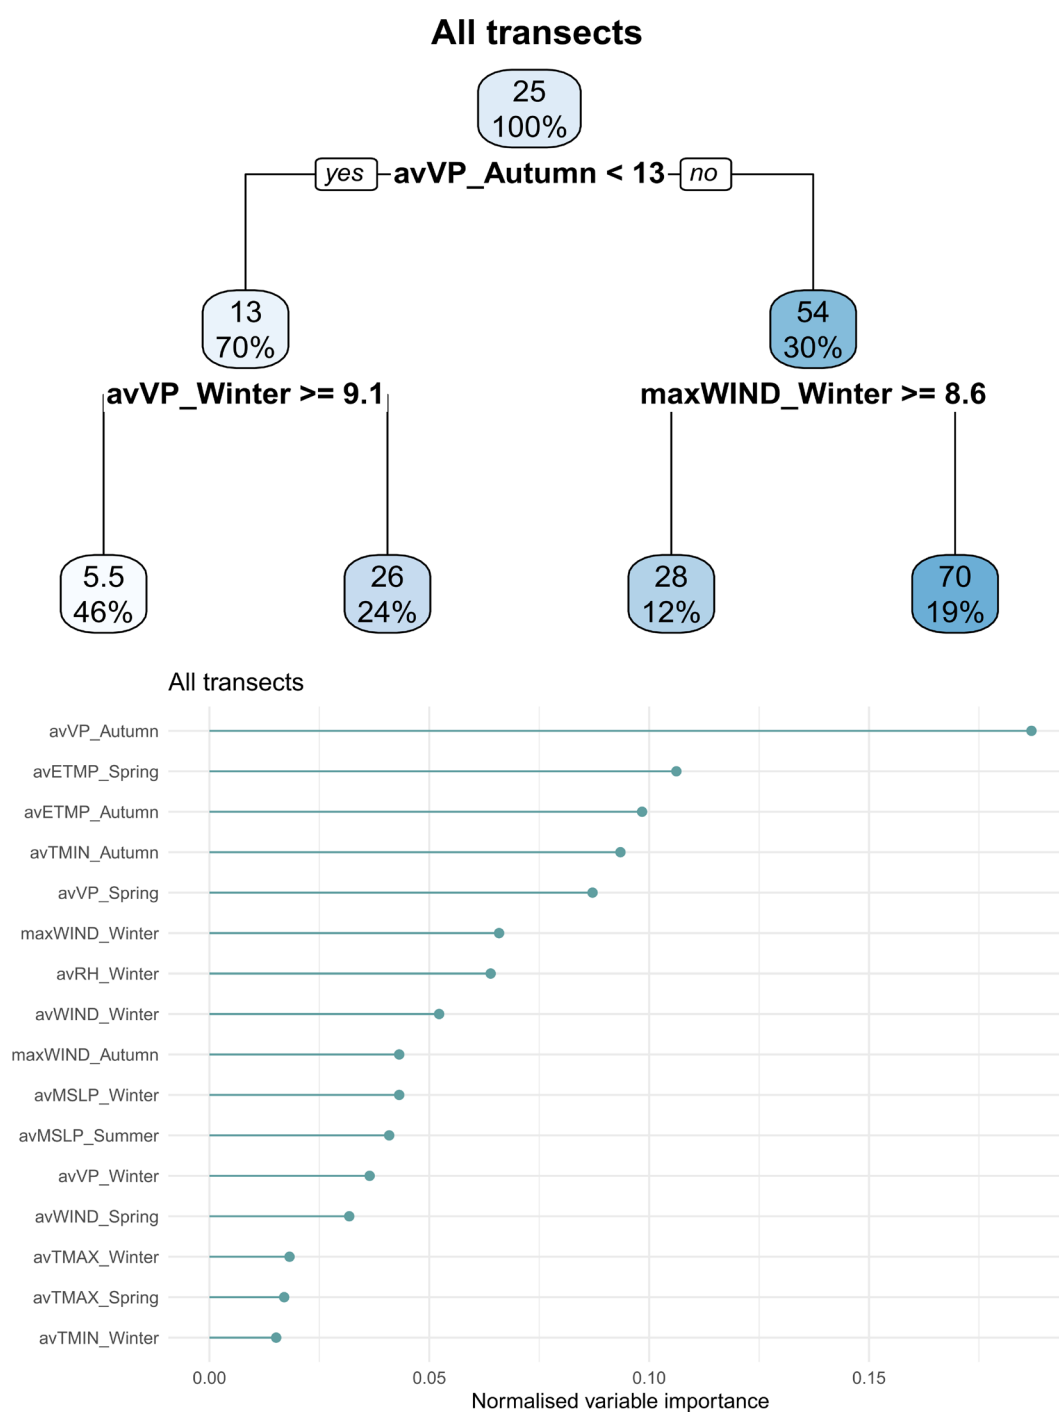 All transects
25
100%
yes avVP_Autumn < 13 no
13
70%
54
30%
avVP_Winter >= 9.1
maxWIND_Winter >= 8.6
5.5
46%
26
24%
28
12%
70
19%
All transects
avVP_Autumn
avETMP_Spring
avETMP_Autumn
avTMIN_Autumn
avVP_Spring
maxWIND_Winter
avRH_Winter
avWIND_Winter
maxWIND_Autumn
avMSLP_Winter
avMSLP_Summer
avVP_Winter
avWIND_Spring
avTMAX_Winter
avTMAX_Spring
avTMIN_Winter
0.00 0.05 0.10 0.15
Normalised variable importance